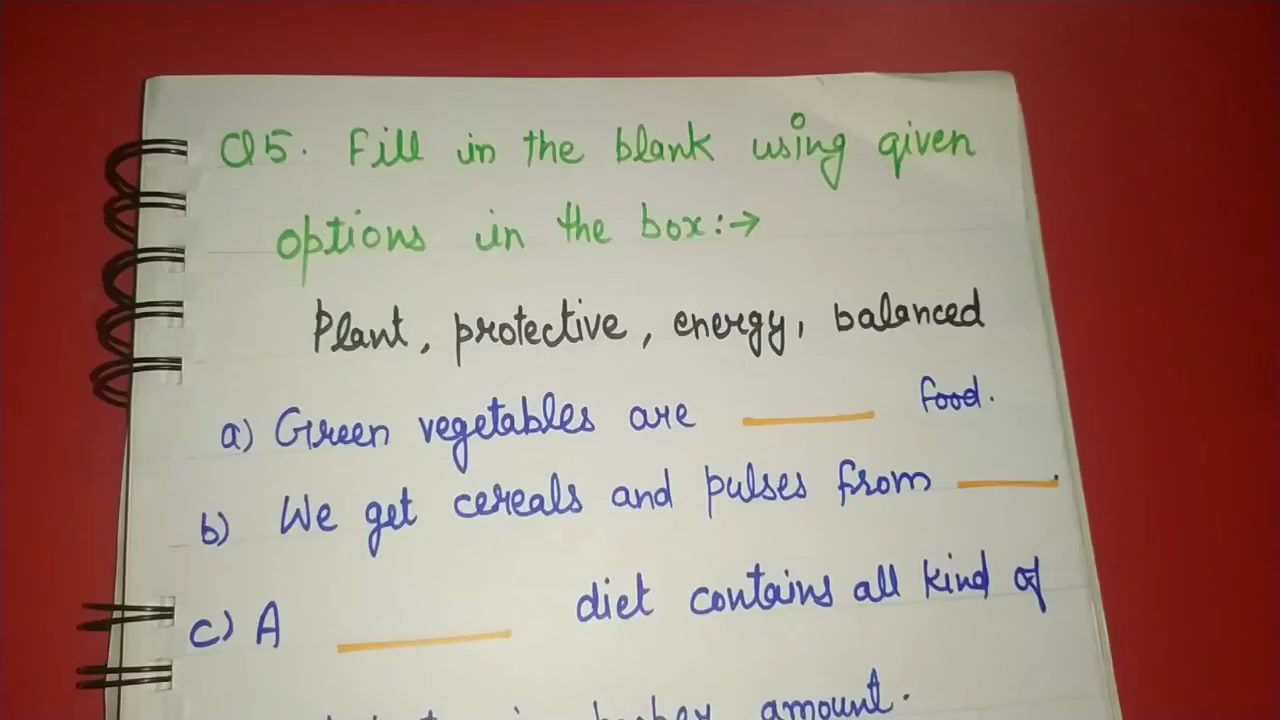 Q5. Fill in the blank using given
options in the box:→
Plant, protective, energy, balanced
a) Green vegetables are ____ food.
b) We get cereals and pulses from ____.
c) A ____ diet contains all kind of
amount.